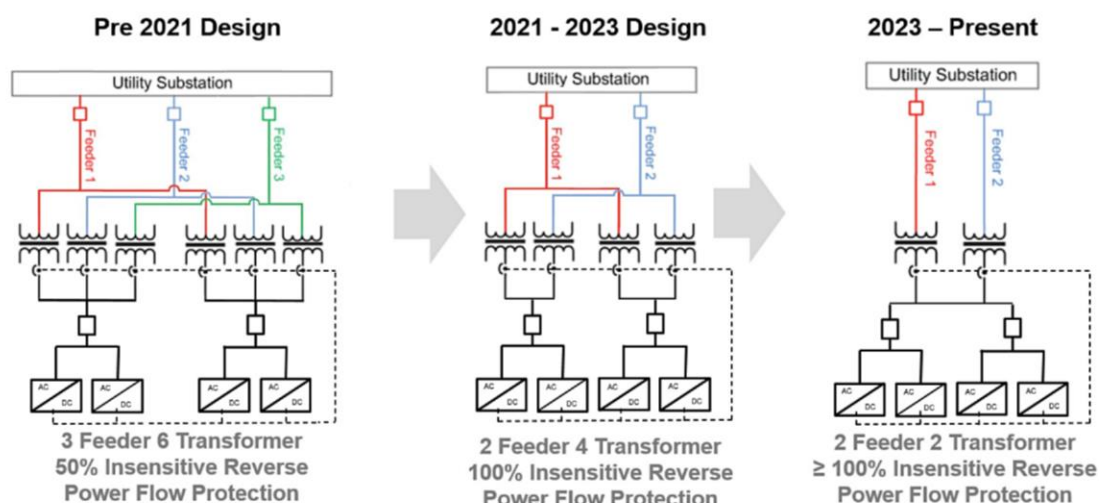 Pre 2021 Design
2021 - 2023 Design
2023 – Present
Utility Substation
Utility Substation
Utility Substation
Feeder 1
Feeder 2
Feeder 3
Feeder 1
Feeder 2
Feeder 1
Feeder 2
AC
DC
AC
DC
AC
DC
AC
DC
AC
DC
AC
DC
AC
DC
AC
DC
AC
DC
AC
DC
AC
DC
AC
DC
3 Feeder 6 Transformer
50% Insensitive Reverse
Power Flow Protection
2 Feeder 4 Transformer
100% Insensitive Reverse
Power Flow Protection
2 Feeder 2 Transformer
≥ 100% Insensitive Reverse
Power Flow Protection